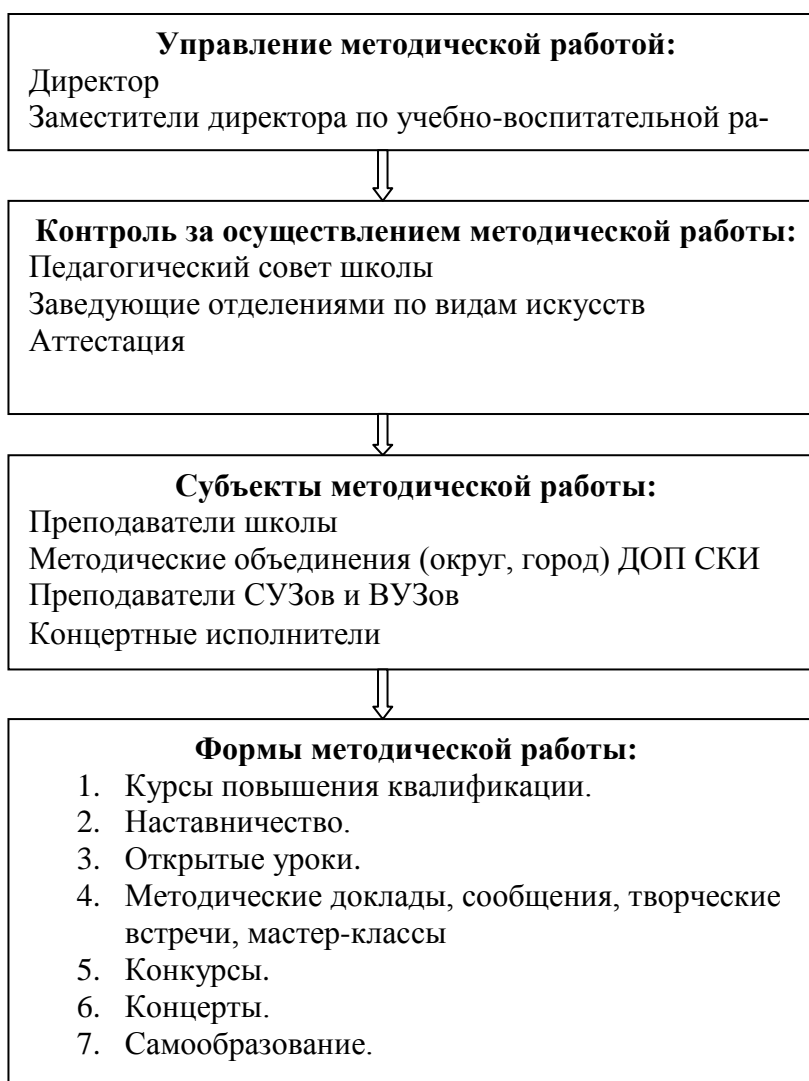 Управление методической работой:
Директор
Заместители директора по учебно-воспитательной ра-
Контроль за осуществлением методической работы:
Педагогический совет школы
Заведующие отделениями по видам искусств
Аттестация
Субъекты методической работы:
Преподаватели школы
Методические объединения (округ, город) ДОП СКИ
Преподаватели СУЗов и ВУЗов
Концертные исполнители
Формы методической работы:
1. Курсы повышения квалификации.
2. Наставничество.
3. Открытые уроки.
4. Методические доклады, сообщения, творческие
встречи, мастер-классы
5. Конкурсы.
6. Концерты.
7. Самообразование.